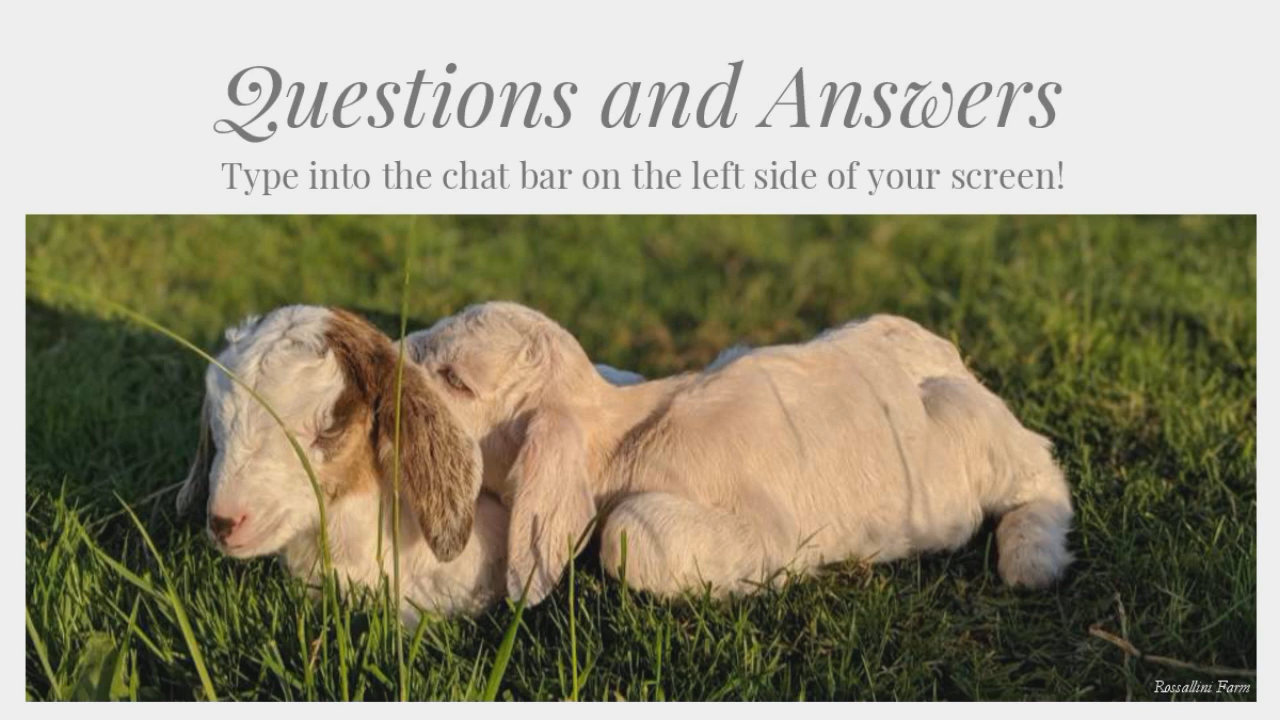 Questions and Answers
Type into the chat bar on the left side of your screen!
Rossallini Farm